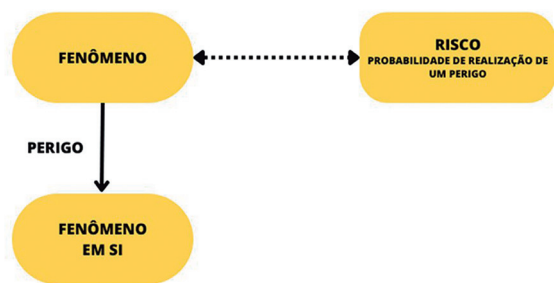 FENÔMENO
RISCO
PROBABILIDADE DE REALIZAÇÃO DE
UM PERIGO
PERIGO
FENÔMENO
EM SI